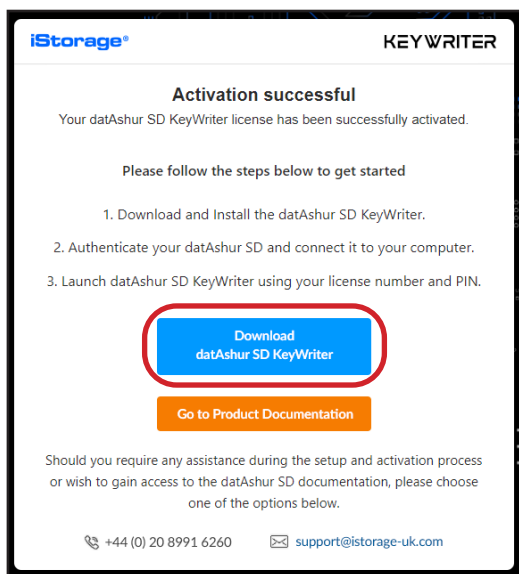 iStorage®
KEYWRITER
Activation successful
Your datAshur SD KeyWriter license has been successfully activated.
Please follow the steps below to get started
1. Download and Install the datAshur SD KeyWriter.
2. Authenticate your datAshur SD and connect it to your computer.
3. Launch datAshur SD KeyWriter using your license number and PIN.
Download
datAshur SD KeyWriter
Go to Product Documentation
Should you require any assistance during the setup and activation process
or wish to gain access to the datAshur SD documentation, please choose
one of the options below.
+44 (0) 20 8991 6260
support@istorage-uk.com